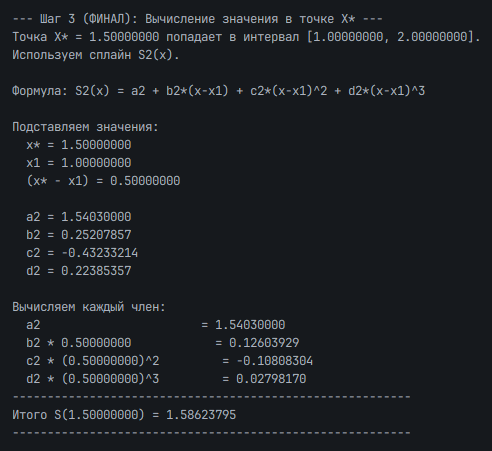 --- Шаг 3 (ФИНАЛ): Вычисление значения в точке X* ---
Точка X* = 1.50000000 попадает в интервал [1.00000000, 2.00000000].
Используем сплайн S2(x).
Формула: S2(x) = a2 + b2*(x-x1) + c2*(x-x1)^2 + d2*(x-x1)^3
Подставляем значения:
x* = 1.50000000
x1 = 1.00000000
(x* - x1) = 0.50000000
a2 = 1.54030000
b2 = 0.25207857
c2 = -0.43233214
d2 = 0.22385357
Вычисляем каждый член:
a2 = 1.54030000
b2 * 0.50000000 = 0.12603929
c2 * (0.50000000)^2 = -0.10808304
d2 * (0.50000000)^3 = 0.02798170
---------------------------------------------------------
Итого S(1.50000000) = 1.58623795
---------------------------------------------------------